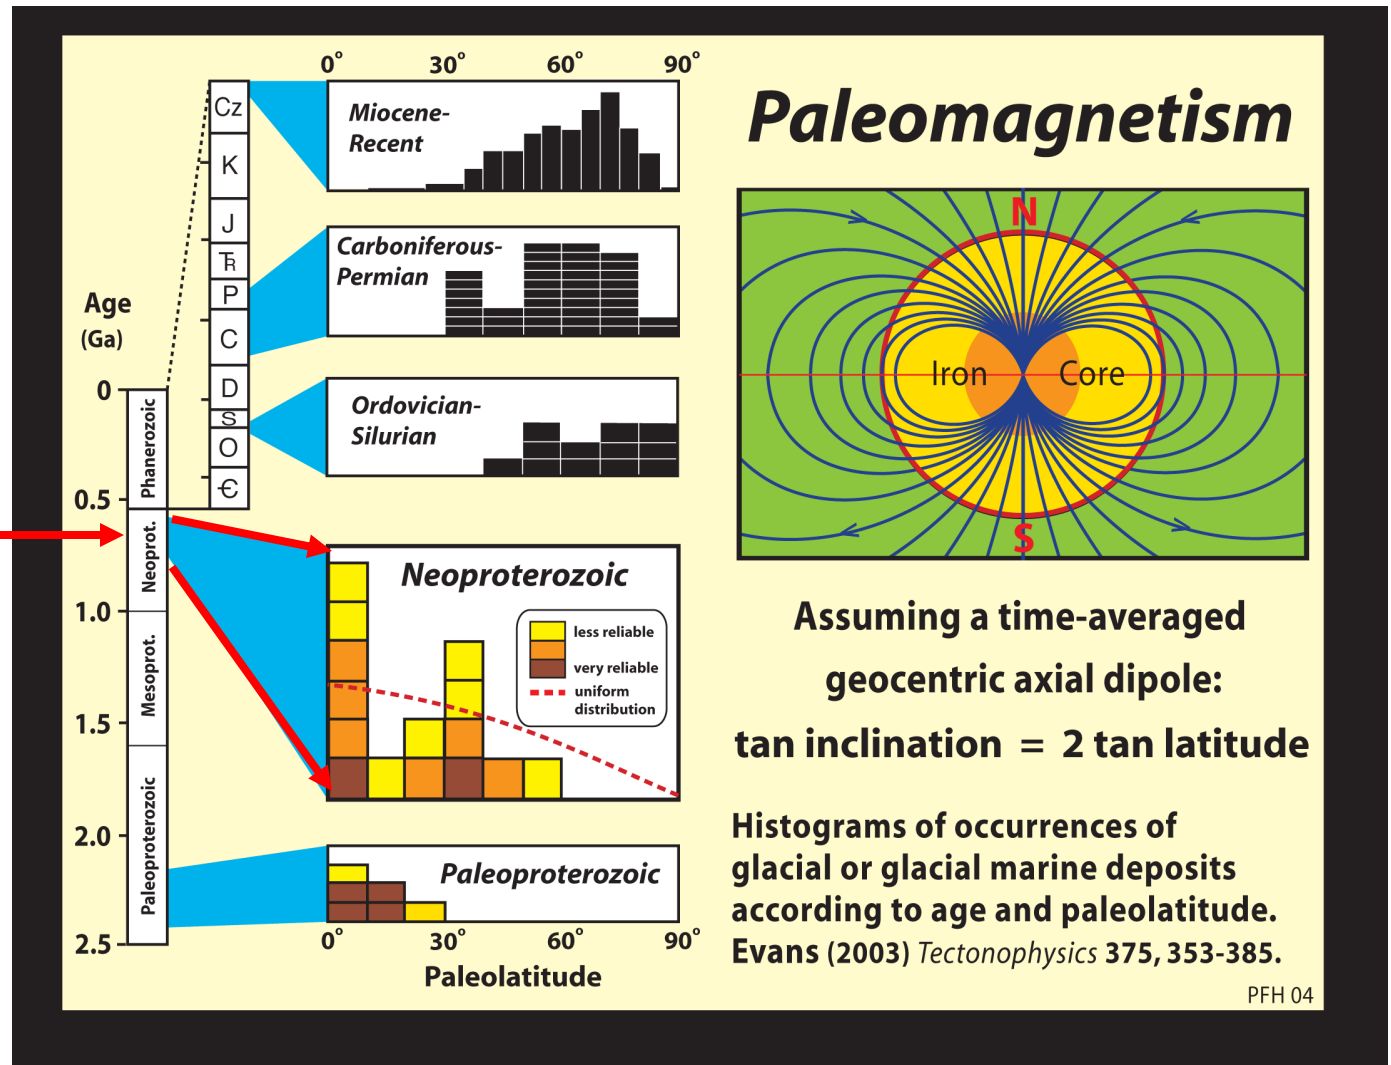 Paleomagnetism
0° 30° 60° 90°
Cz
K
J
TR
P
C
D
S
O
Є
Miocene-
Recent
Carboniferous-
Permian
Ordovician-
Silurian
Age
(Ga)
0
0.5
1.0
1.5
2.0
2.5
Phanerozoic
Neoprot.
Mesoprot.
Paleoproterozoic
Neoproterozoic
less reliable
very reliable
uniform
distribution
Paleoproterozoic
0° 30° 60° 90°
Paleolatitude
N
Iron Core
S
Assuming a time-averaged
geocentric axial dipole:
tan inclination = 2 tan latitude
Histograms of occurrences of
glacial or glacial marine deposits
according to age and paleolatitude.
Evans (2003) Tectonophysics 375, 353-385.
PFH 04